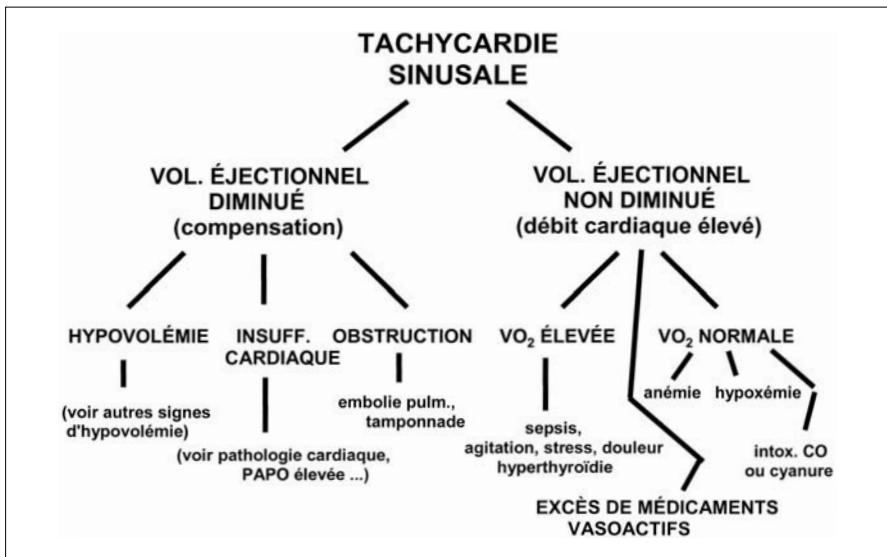 TACHYCARDIE
SINUSALE
VOL. ÉJECTIONNEL
DIMINUÉ
(compensation)
VOL. ÉJECTIONNEL
NON DIMINUÉ
(débit cardiaque élevé)
HYPOVOLÉMIE
INSUFF.
CARDIAQUE
OBSTRUCTION
VO₂ ÉLEVÉE
VO₂ NORMALE
(voir autres signes
d'hypovolémie)
(voir pathologie cardiaque,
PAPO élevée ...)
embolie pulm.,
tamponnade
sepsis,
agitation, stress, douleur
hyperthyroïdie
anémie
hypoxémie
intox. CO
ou cyanure
EXCÈS DE MÉDICAMENTS
VASOACTIFS